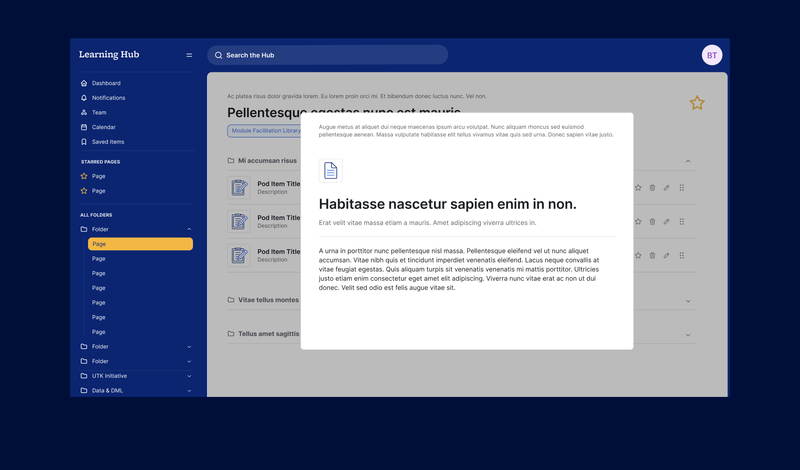 Learning Hub
Search the Hub
BT
Dashboard
Notifications
Team
Calendar
Saved Items
STARRED PAGES
Page
Page
ALL FOLDERS
Folder
Page
Page
Page
Page
Page
Page
Page
Folder
Folder
UTK Initiative
Data & DML
Ac platea risus dolor gravida lorem. Eu lorem proin orci mi. Et bibendum donec luctus nunc. Vel non.
Pellentesque egestas nunc est mauris
Module Facilitation Library
Mi accumsan risus
Pod Item Title
Description
Pod Item Title
Description
Pod Item Title
Description
Vitae tellus montes
Tellus amet sagittis
Augue metus at aliquet dui neque maecenas ipsum arcu volutpat. Nunc aliquam rhoncus sed euismod
pellentesque aenean. Massa vulputate habitasse elit tellus vivamus vitae quis sed urna. Donec sapien vitae justo.
Habitasse nascetur sapien enim in non.
Erat velit vitae massa etiam a mauris. Amet adipiscing viverra ultrices in.
A urna in porttitor nunc pellentesque nisl massa. Pellentesque eleifend vel ut nunc aliquet
accumsan. Vitae nibh quis et tincidunt imperdiet venenatis eleifend. Lacus neque convallis at
vitae feugiat egestas. Quis aliquam turpis sit venenatis venenatis mi mattis porttitor. Ultricies
justo etiam enim consectetur eget amet elit adipiscing. Viverra nunc vitae erat ac non ut dui
donec. Velit sed odio est felis augue vitae sit.